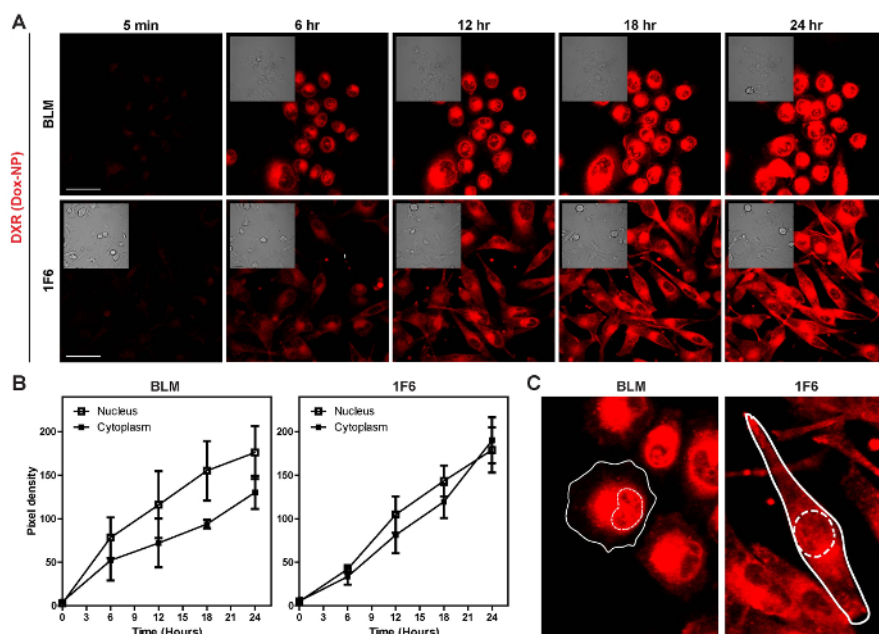 A
5 min
6 hr
12 hr
18 hr
24 hr
DXR (Dox-NP)
BLM
1F6
B
BLM
Nucleus
Cytoplasm
Pixel density
200
150
100
50
0
0 3 6 9 12 15 18 21 24
Time (Hours)
1F6
Nucleus
Cytoplasm
200
150
100
50
0
0 3 6 9 12 15 18 21 24
Time (Hours)
C
BLM
1F6